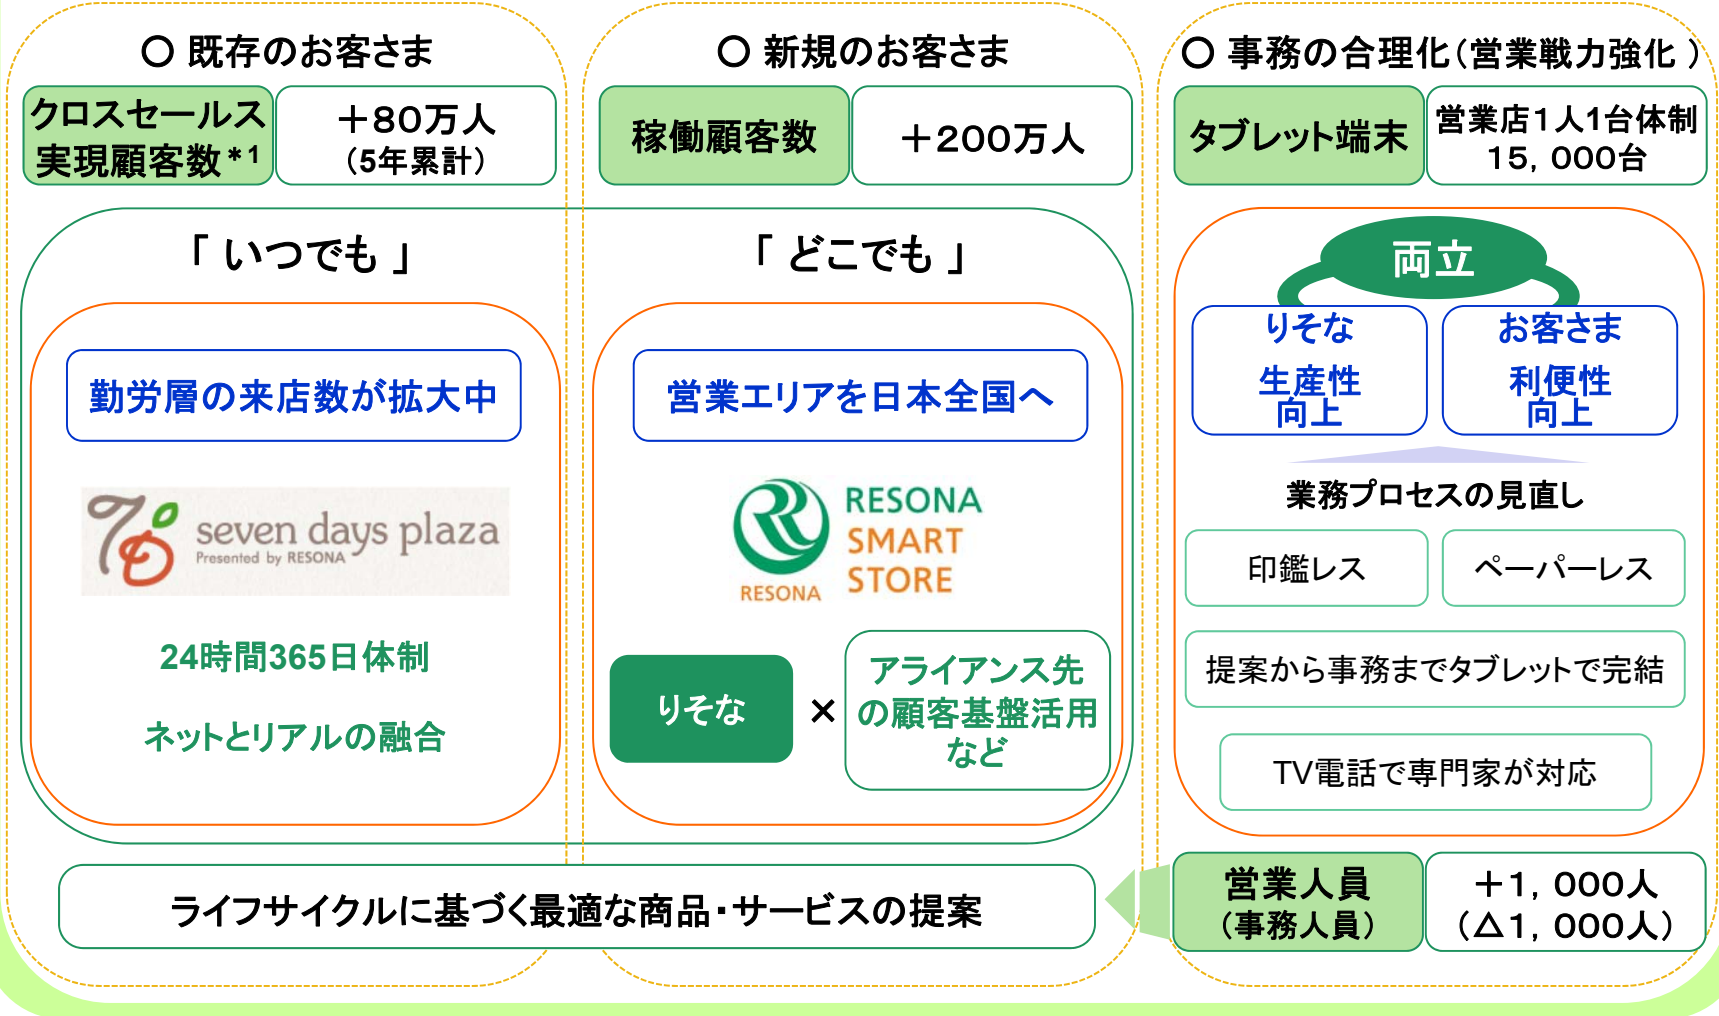 ○ 既存のお客さま
クロスセールス
実現顧客数*1
+80万人
(5年累計)
○ 新規のお客さま
稼働顧客数
+200万人
○ 事務の合理化(営業戦力強化 )
タブレット端末
営業店1人1台体制
15, 000台
「 いつでも 」
勤労層の来店数が拡大中
seven days plaza
Presented by RESONA
24時間365日体制
ネットとリアルの融合
「 どこでも 」
営業エリアを日本全国へ
RESONA
SMART
STORE
RESONA
りそな
×
アライアンス先
の顧客基盤活用
など
両立
りそな
生産性
向上
お客さま
利便性
向上
業務プロセスの見直し
印鑑レス
ペーパーレス
提案から事務までタブレットで完結
TV電話で専門家が対応
ライフサイクルに基づく最適な商品・サービスの提案
営業人員
(事務人員)
+1, 000人
(△1, 000人)